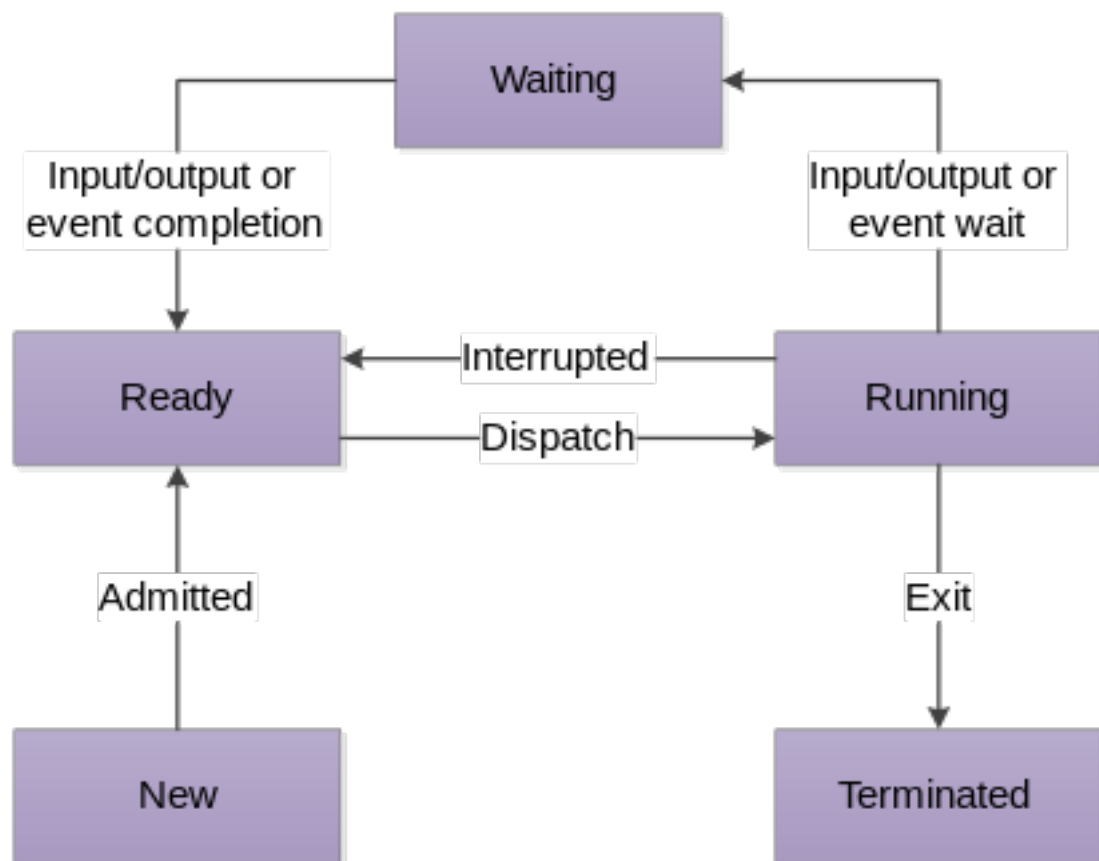 Waiting
Input/output or
event completion
Input/output or
event wait
Interrupted
Ready
Running
Dispatch
Admitted
Exit
New
Terminated